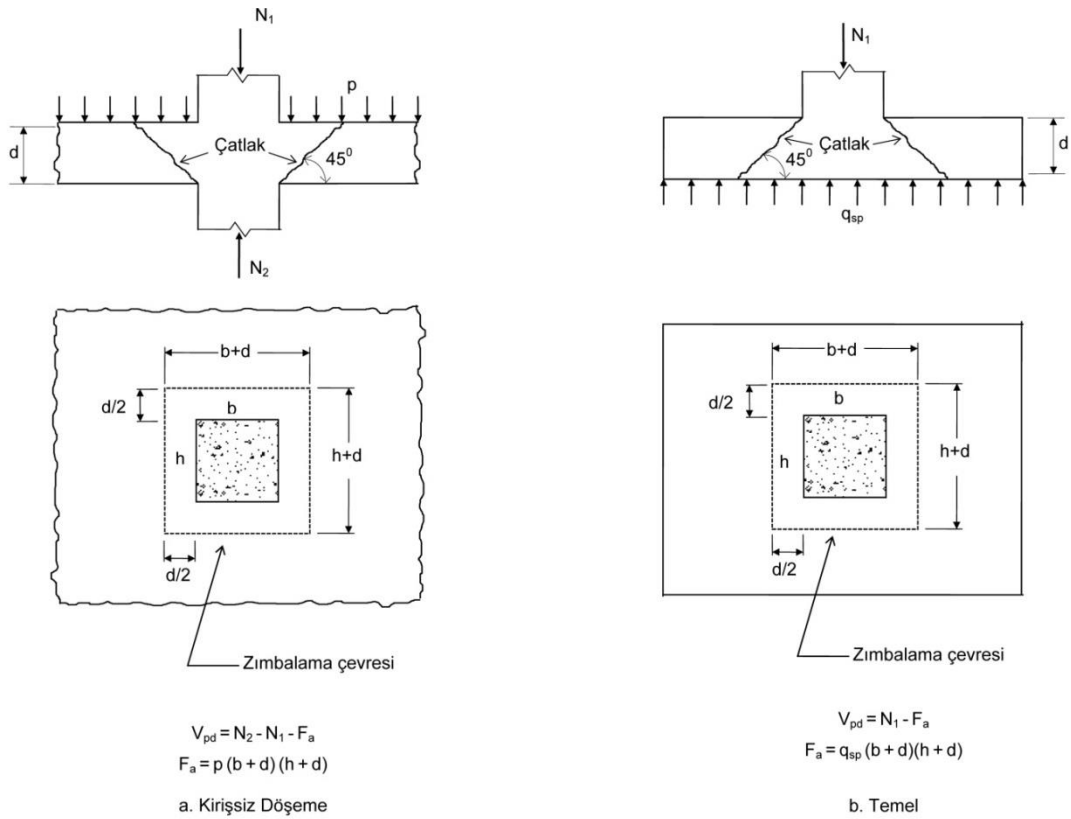 N₁
p
d
Çatlak
45⁰
N₂
b+d
d/2
b
h
h+d
d/2
Zımbalama çevresi
Vpd = N₂ - N₁ - Fa
Fa = p (b + d) (h + d)
a. Kirişsiz Döşeme
N₁
Çatlak
45⁰
d
qsp
b+d
d/2
b
h
h+d
d/2
Zımbalama çevresi
Vpd = N₁ - Fa
Fa = qsp (b + d)(h + d)
b. Temel